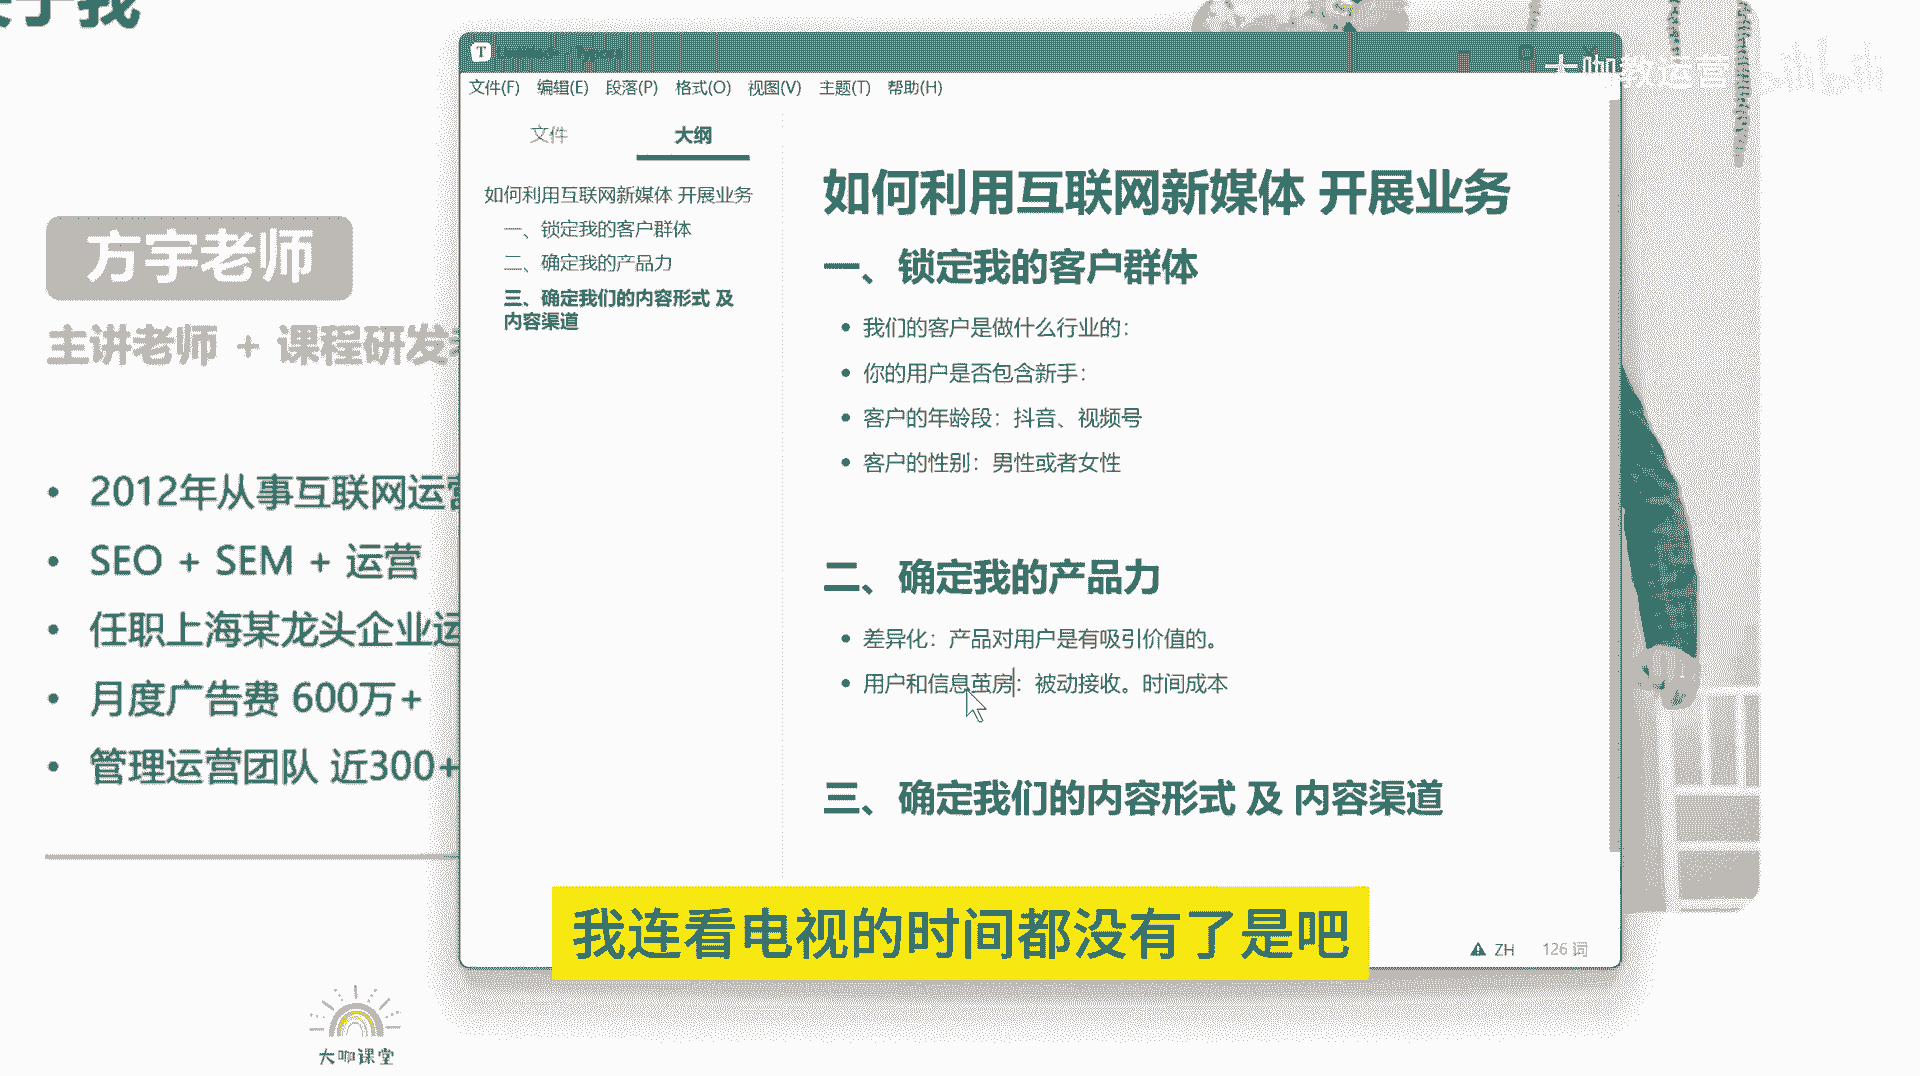 方宇老师
主讲老师 + 课程研发
2012年从事互联网运营
SEO + SEM + 运营
任职上海某龙头企业运
月度广告费 600万+
管理运营团队 近300+
大咖课堂
文件(F) 编辑(E) 段落(P) 格式(O) 视图(V) 主题(T) 帮助(H)
文件 大纲
如何利用互联网新媒体 开展业务
一、锁定我的客户群体
二、确定我的产品力
三、确定我们的内容形式 及
内容渠道
如何利用互联网新媒体 开展业务
一、锁定我的客户群体
我们的客户是做什么行业的:
你的用户是否包含新手:
客户的年龄段: 抖音、视频号
客户的性别: 男性或者女性
二、确定我的产品力
差异化: 产品对用户是有吸引价值的。
用户和信息茧房: 被动接收。时间成本
三、确定我们的内容形式 及 内容渠道
ZH 126 词
大咖教运营 bilibili
我连看电视的时间都没有了是吧